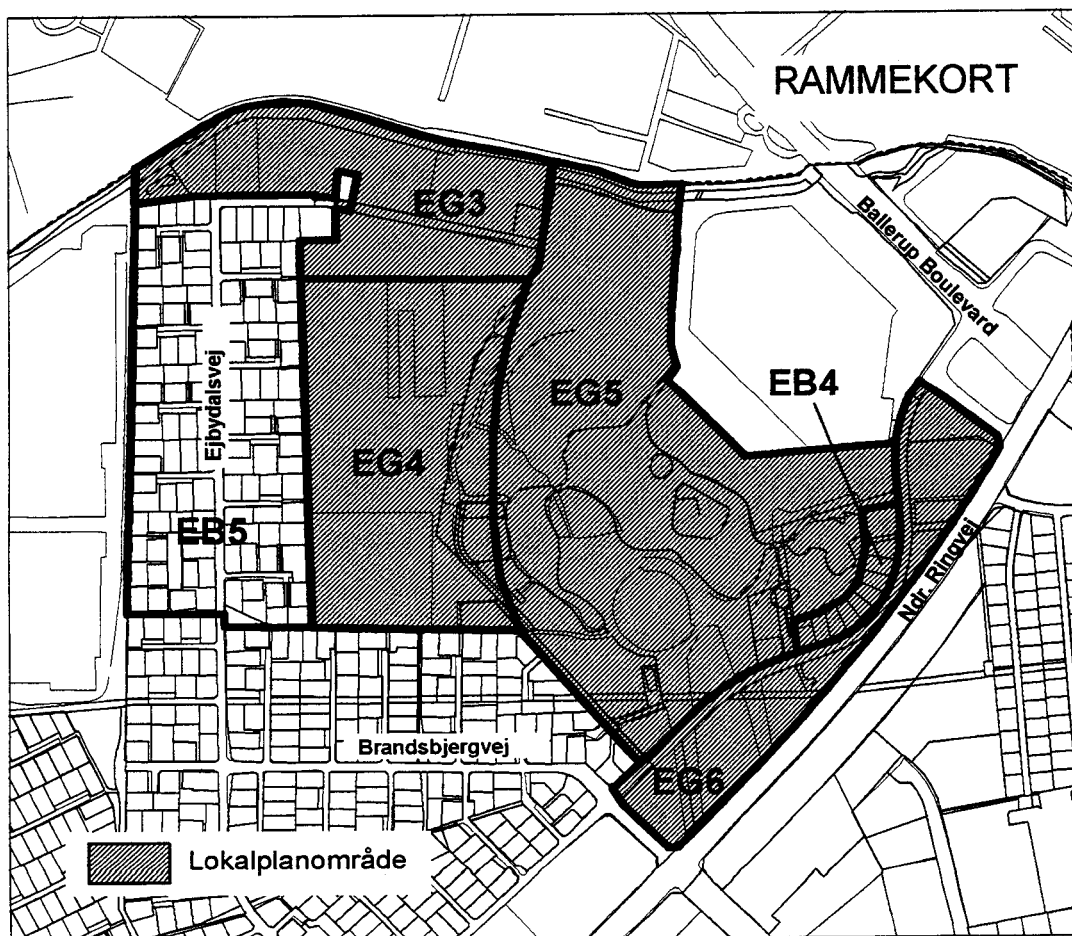 RAMMEKORT
EG3
Ballerup Boulevard
EB4
EG5
Ejbydalsvej
EG4
EB5
Ndr. Ringvej
Brandsbjergvej
EG6
Lokalplanområde